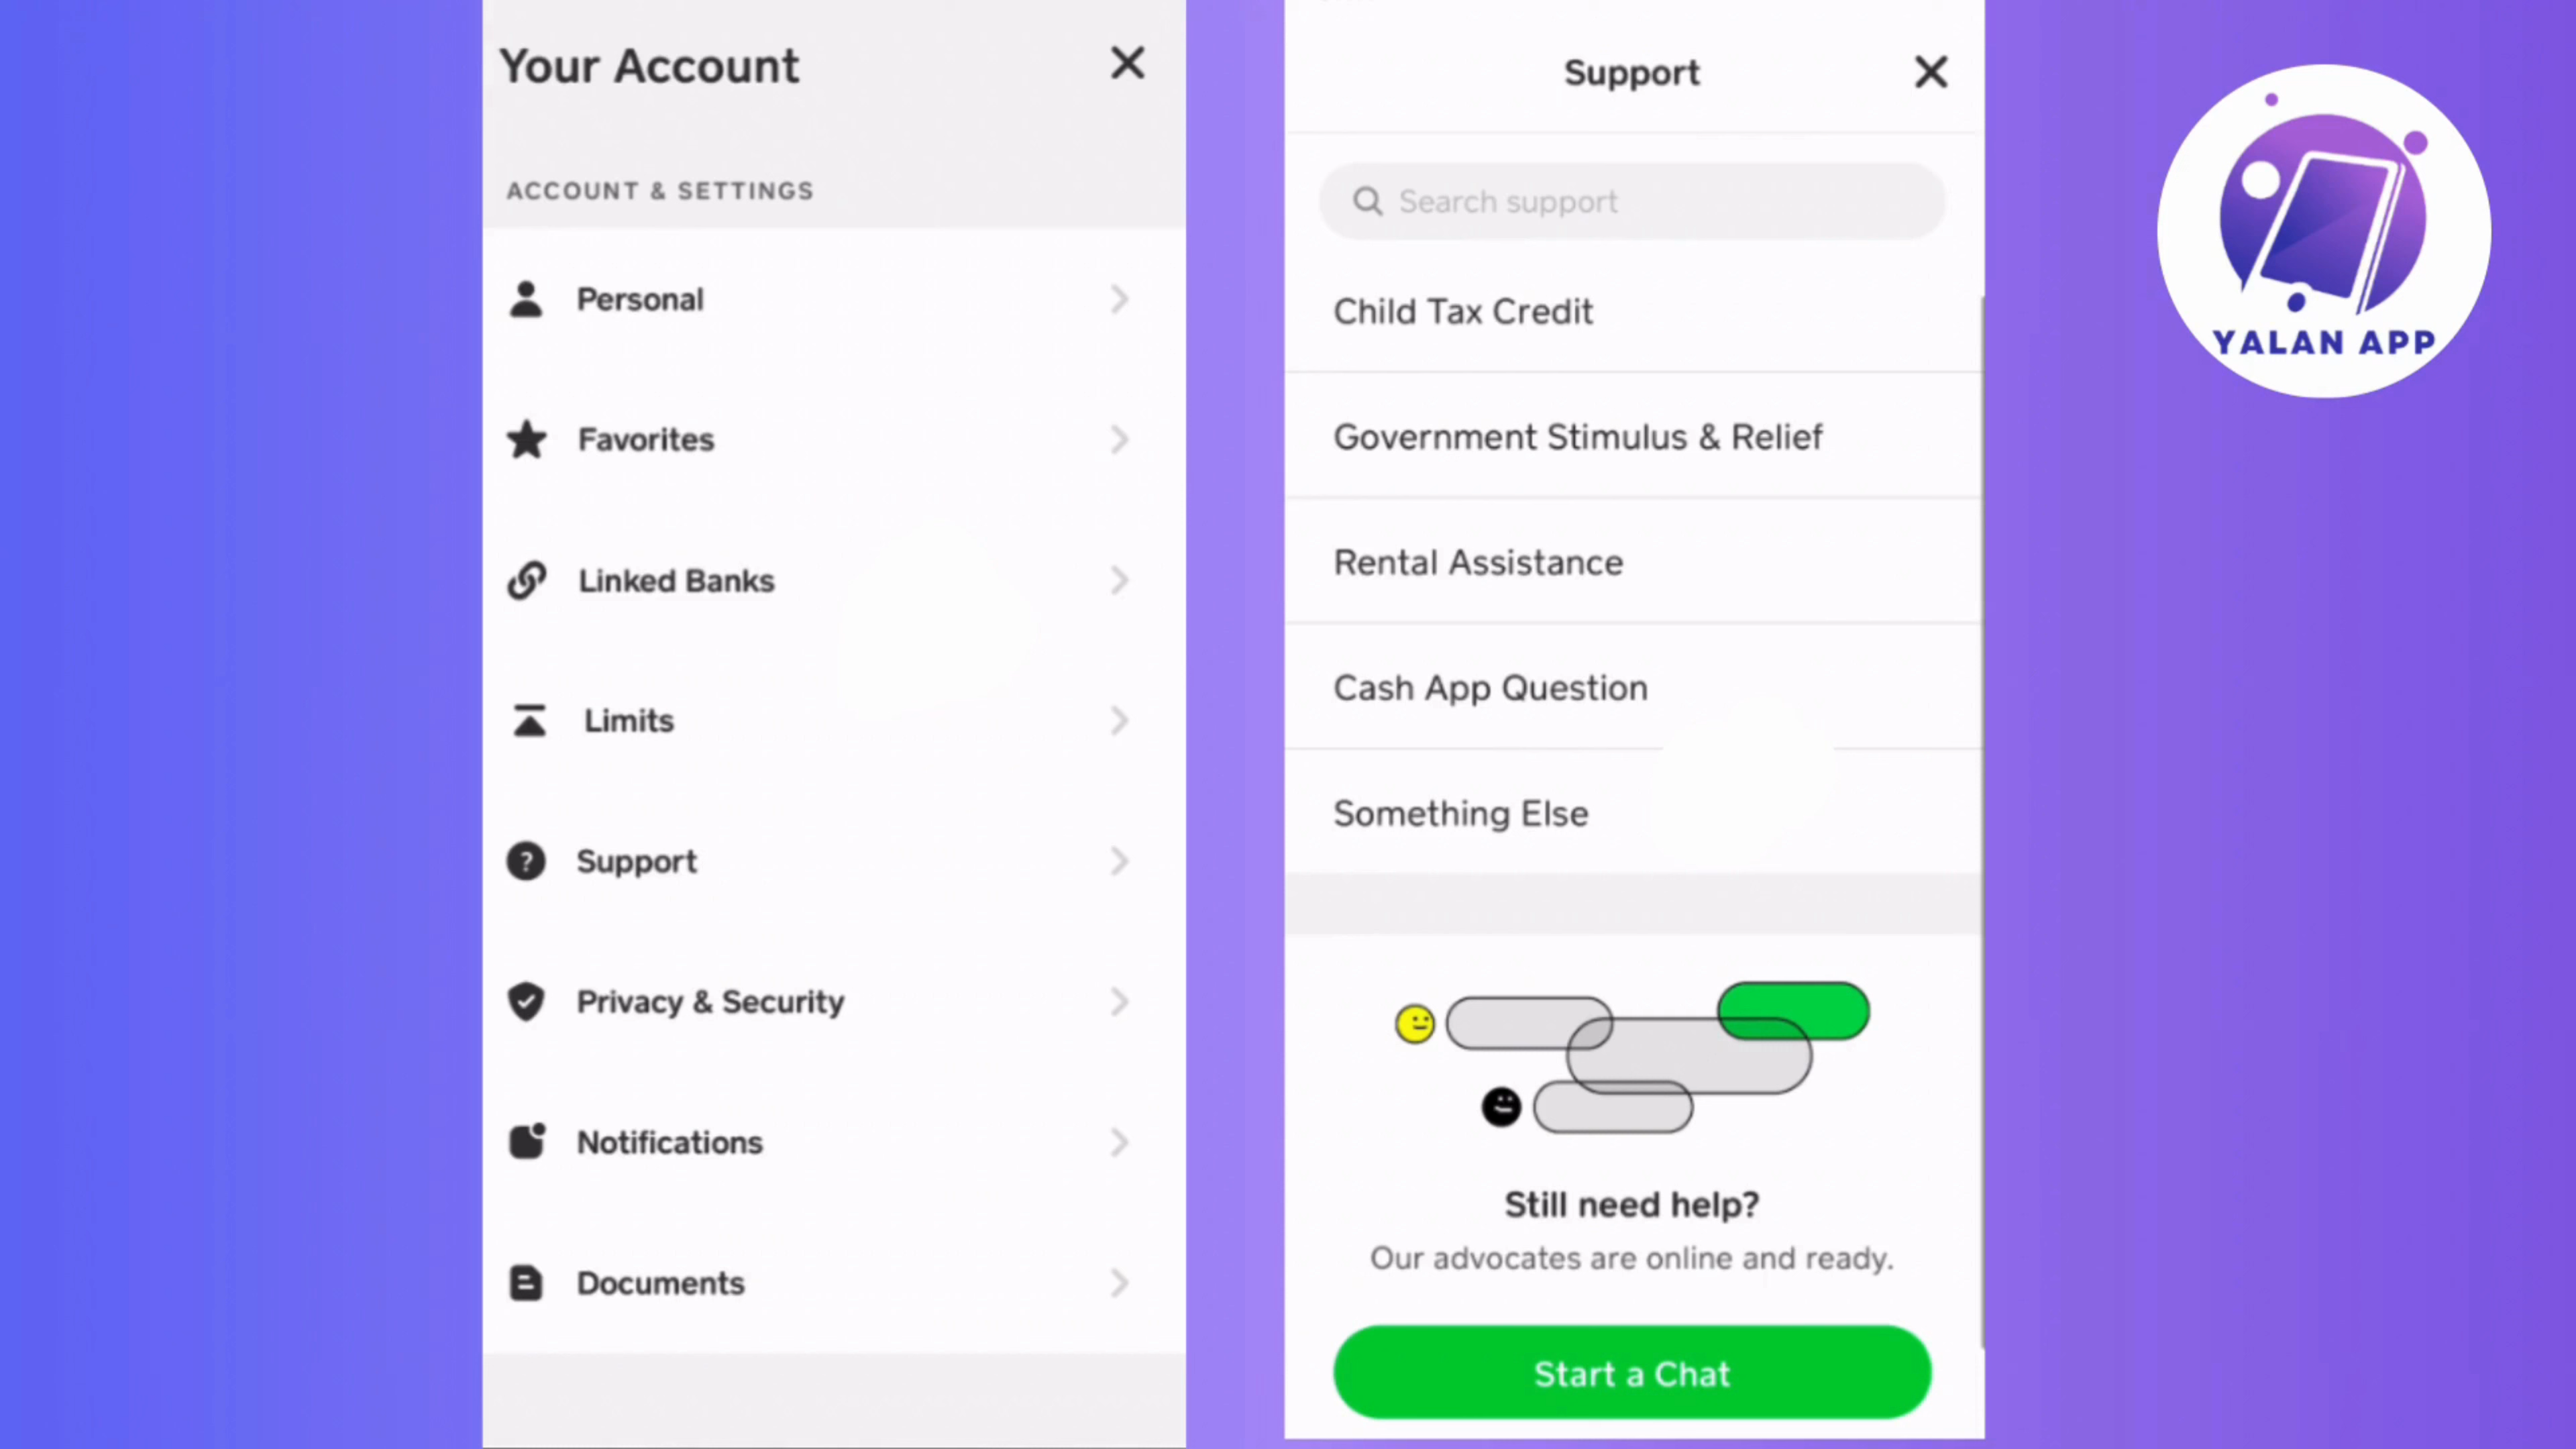 Your Account
ACCOUNT & SETTINGS
Personal
Favorites
Linked Banks
Limits
Support
Privacy & Security
Notifications
Documents
Support
Search support
Child Tax Credit
Government Stimulus & Relief
Rental Assistance
Cash App Question
Something Else
Still need help?
Our advocates are online and ready.
Start a Chat
YALAN APP